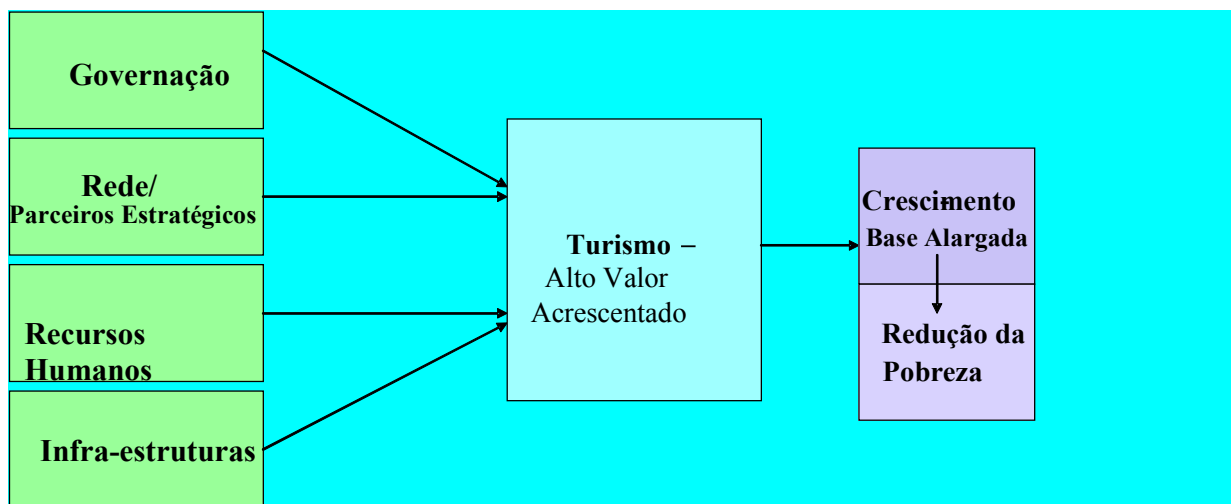 Governação
Rede/
Parceiros Estratégicos
Recursos
Humanos
Infra-estruturas
Turismo –
Alto Valor
Acrescentado
Crescimento
Base Alargada
Redução da
Pobreza